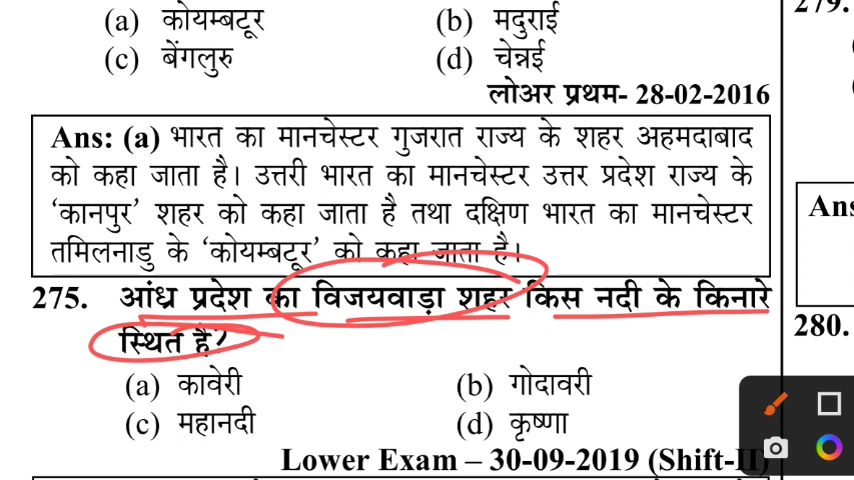 (a) कोयम्बटूर (b) मदुराई
(c) बेंगलुरु (d) चेन्नई
लोअर प्रथम- 28-02-2016
Ans: (a) भारत का मानचेस्टर गुजरात राज्य के शहर अहमदाबाद
को कहा जाता है। उत्तरी भारत का मानचेस्टर उत्तर प्रदेश राज्य के
‘कानपुर’ शहर को कहा जाता है तथा दक्षिण भारत का मानचेस्टर
तमिलनाडु के ‘कोयम्बटूर’ को कहा जाता है।
275. आंध्र प्रदेश का विजयवाड़ा शहर किस नदी के किनारे
स्थित है?
(a) कावेरी (b) गोदावरी
(c) महानदी (d) कृष्णा
Lower Exam – 30-09-2019 (Shift-II)
279.
Ans
280.